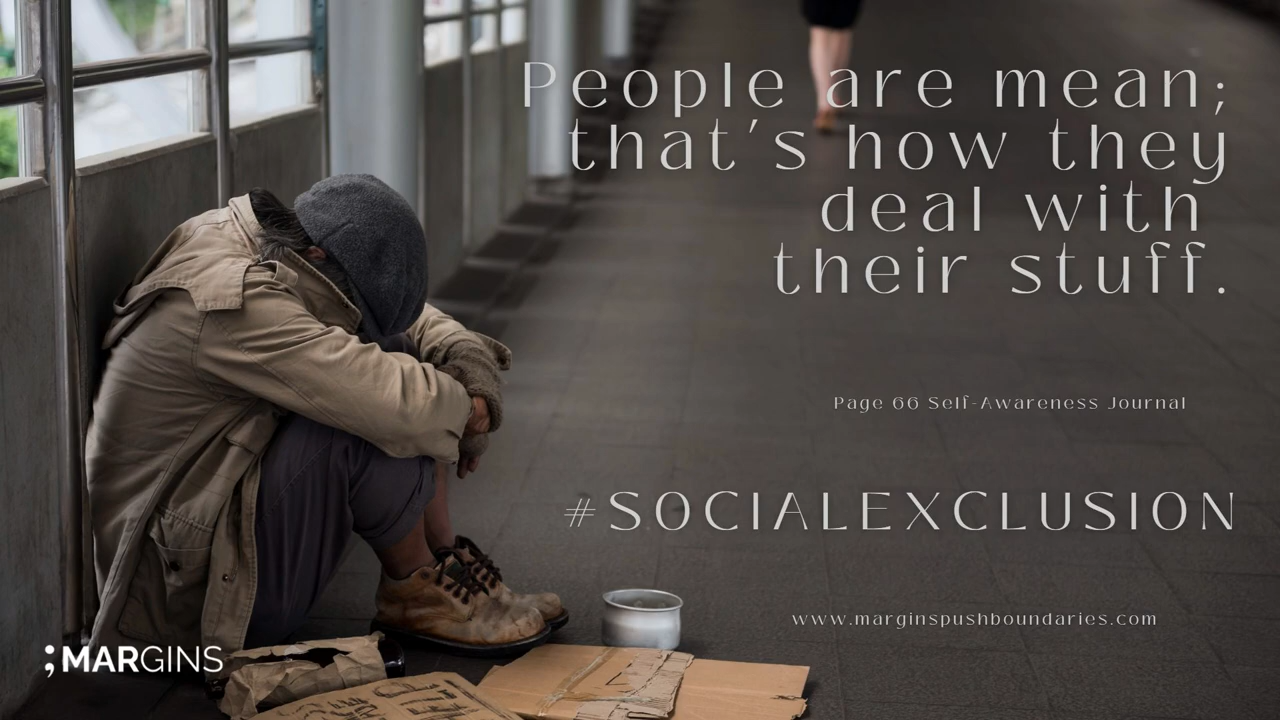 People are mean;
that's how they
deal with
their stuff.
Page 66 Self-Awareness Journal
#SOCIALEXCLUSION
www.marginspushboundaries.com
;MARGINS